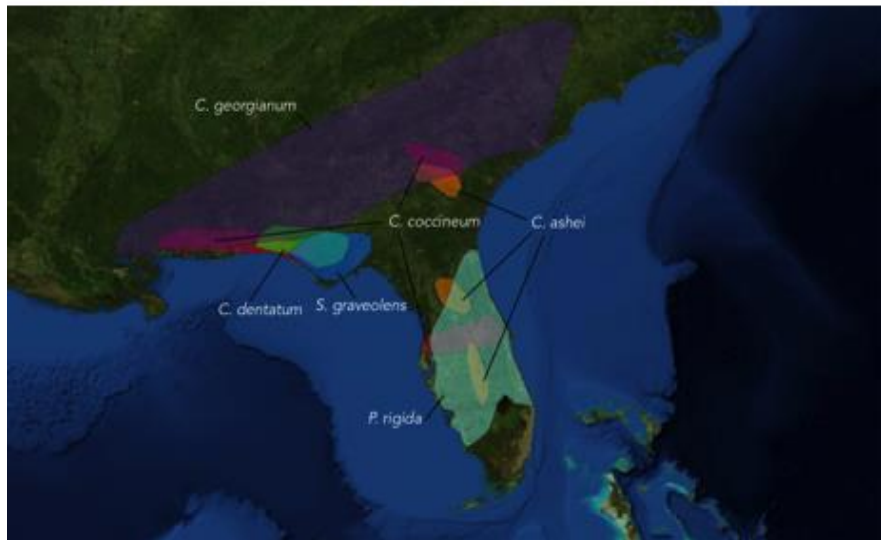 C. georgianum
C. coccineum
C. ashei
C. dentatum
S. graveolens
P. rigida